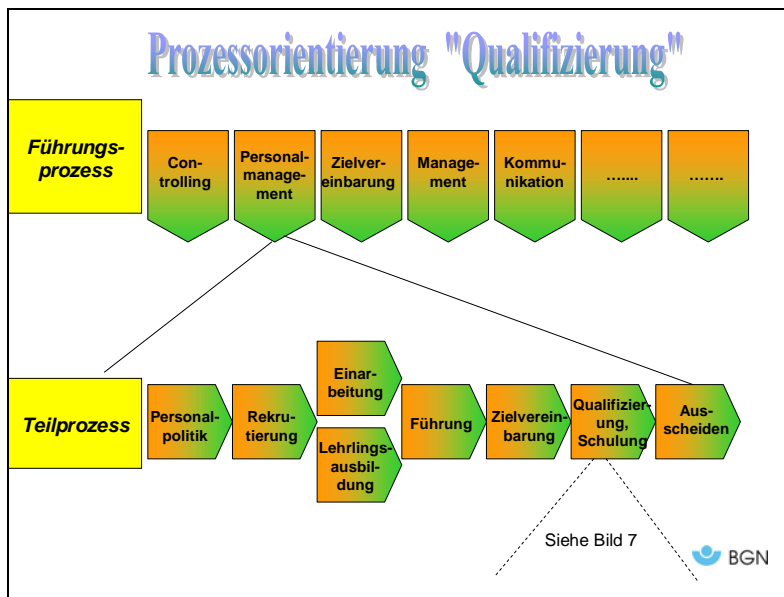 Prozessorientierung "Qualifizierung"
Führungs-
prozess
Con-
trolling
Personal-
manage-
ment
Zielver-
einbarung
Manage-
ment
Kommu-
nikation
…....
…….
Teilprozess
Personal-
politik
Rekru-
tierung
Einar-
beitung
Lehrlings-
ausbil-
dung
Führung
Zielverein-
barung
Qualifizier-
ung,
Schulung
Aus-
scheiden
Siehe Bild 7
BGN